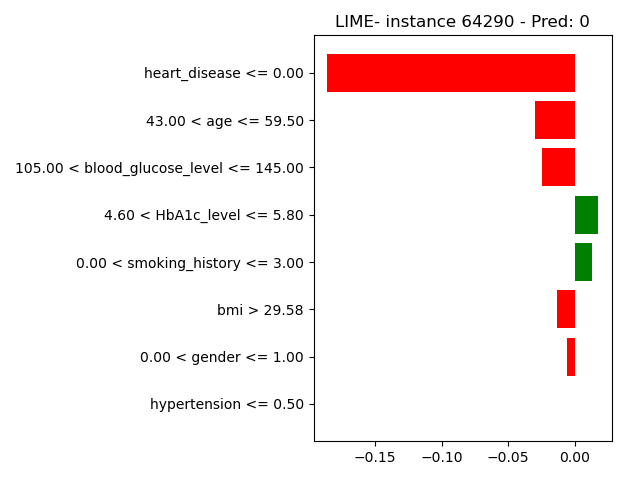 LIME- instance 64290 - Pred: 0
heart_disease <= 0.00
43.00 < age <= 59.50
105.00 < blood_glucose_level <= 145.00
4.60 < HbA1c_level <= 5.80
0.00 < smoking_history <= 3.00
bmi > 29.58
0.00 < gender <= 1.00
hypertension <= 0.50
−0.15 −0.10 −0.05 0.00